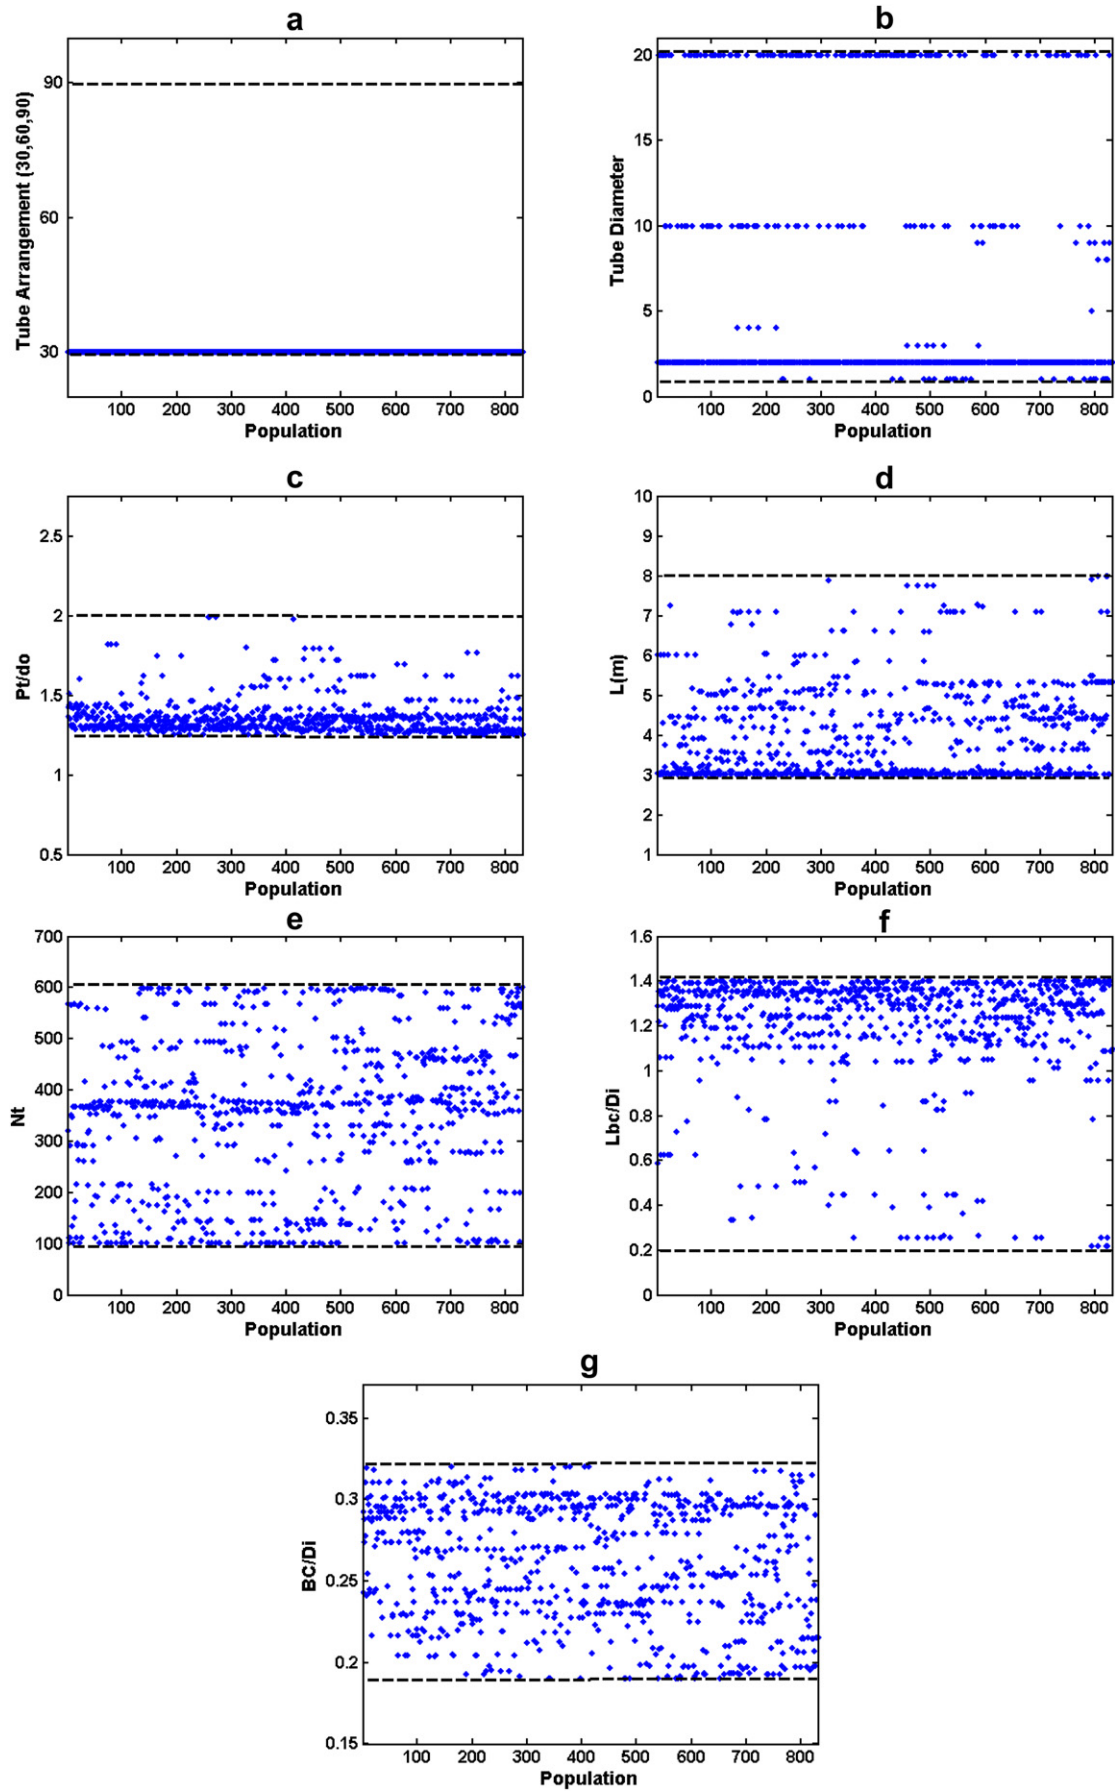 a
90
60
30
Tube Arrangement (30,60,90)
100 200 300 400 500 600 700 800
Population
b
20
15
10
5
0
Tube Diameter
100 200 300 400 500 600 700 800
Population
c
2.5
2
1.5
1
0.5
Pt/do
100 200 300 400 500 600 700 800
Population
d
10
9
8
7
6
5
4
3
2
1
L(m)
100 200 300 400 500 600 700 800
Population
e
700
600
500
400
300
200
100
0
Nt
100 200 300 400 500 600 700 800
Population
f
1.6
1.4
1.2
1
0.8
0.6
0.4
0.2
0
Lbc/Di
100 200 300 400 500 600 700 800
Population
g
0.35
0.3
0.25
0.2
0.15
BC/Di
100 200 300 400 500 600 700 800
Population